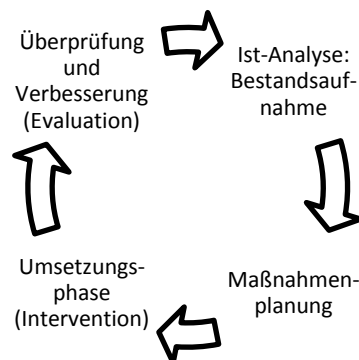 Überprüfung
und
Verbesserung
(Evaluation)
Ist-Analyse:
Bestandsauf-
nahme
Maßnahmen-
planung
Umsetzungs-
phase
(Intervention)